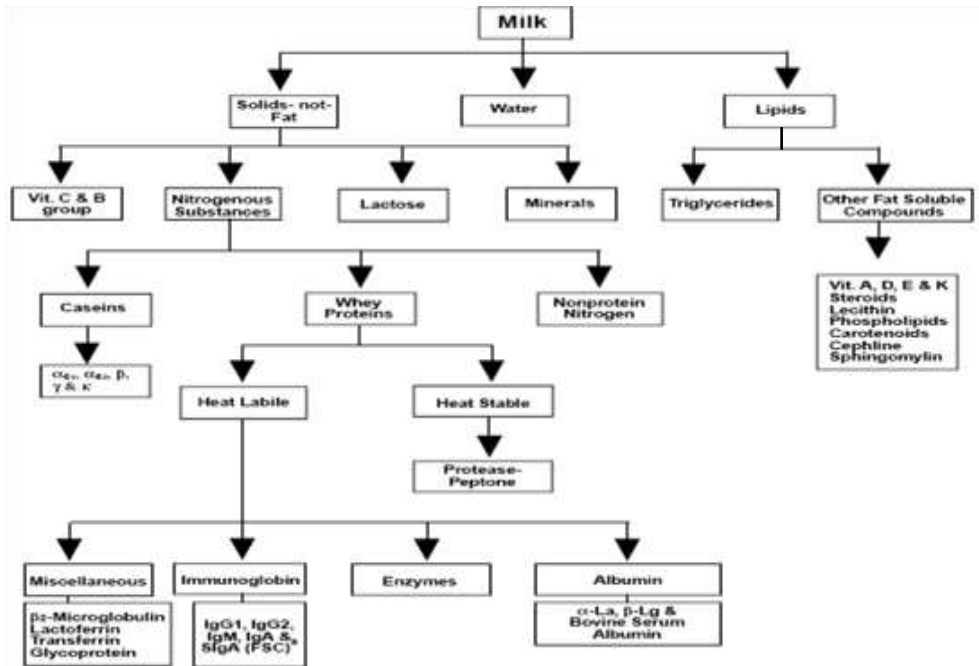 Milk
Solids- not-
Fat
Water
Lipids
Vit. C & B
group
Nitrogenous
Substances
Lactose
Minerals
Triglycerides
Other Fat Soluble
Compounds
Caseins
Whey
Proteins
Nonprotein
Nitrogen
Vit. A, D, E & K
Steroids
Lecithin
Phospholipids
Carotenoids
Cephline
Sphingomylin
αs₁, αs₂, β,
γ & κ
Heat Labile
Heat Stable
Protease-
Peptone
Miscellaneous
Immunoglobin
Enzymes
Albumin
β₂-Microglobulin
Lactoferrin
Transferrin
Glycoprotein
IgG1, IgG2,
IgM, IgA &
SIgA (FSC)
α-La, β-Lg &
Bovine Serum
Albumin